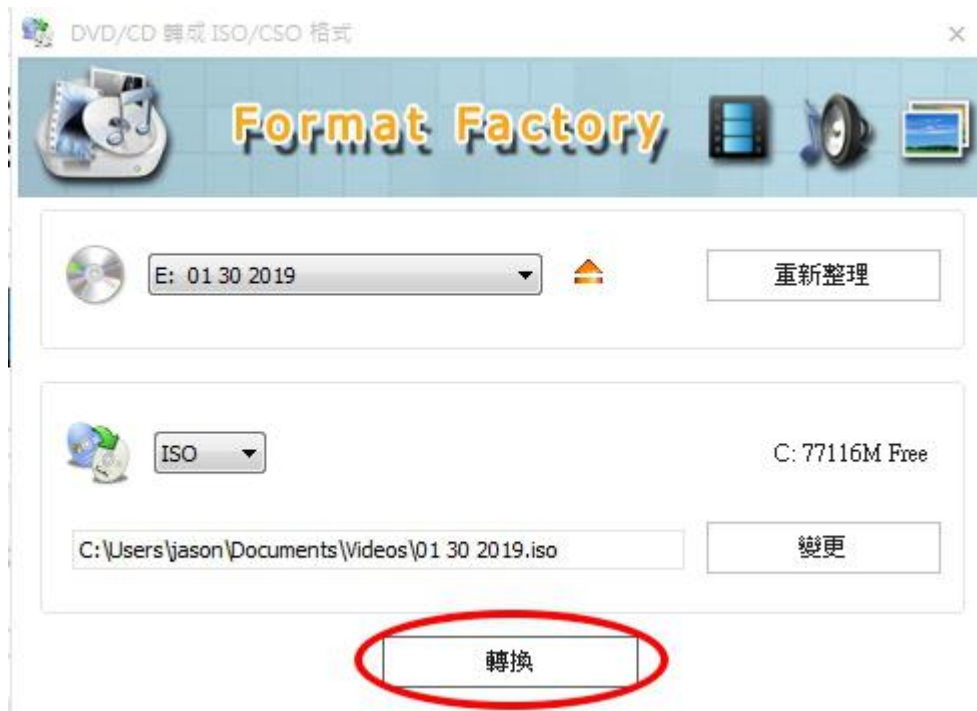 DVD/CD 轉成 ISO/CSO 格式
Format Factory
E: 01 30 2019
重新整理
ISO
C: 77116M Free
C:\Users\jason\Documents\Videos\01 30 2019.iso
變更
轉換